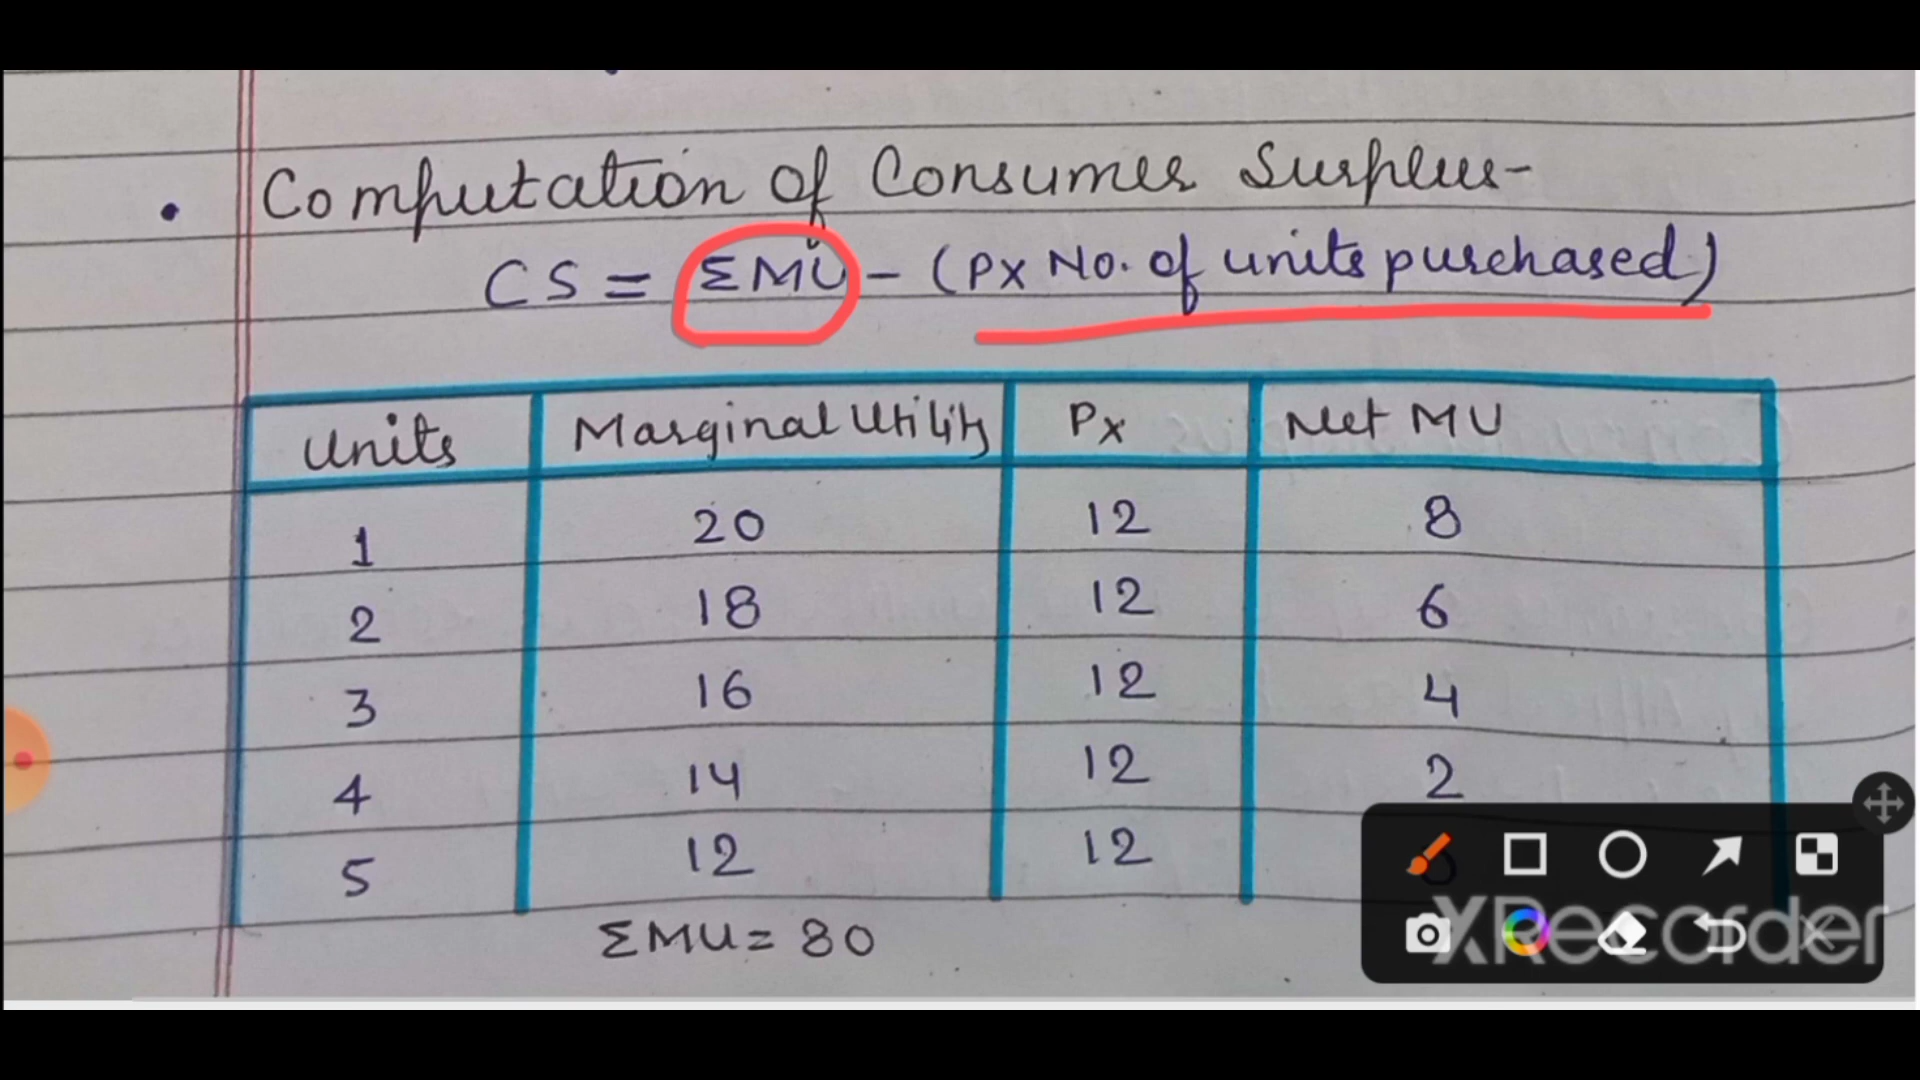 Computation of Consumer Surplus-
CS = ΣMU - (PX No. of units purchased)
Units Marginal Utility Px Net MU
1 20 12 8
2 18 12 6
3 16 12 4
4 14 12 2
5 12 12
ΣMU = 80
XRecorder